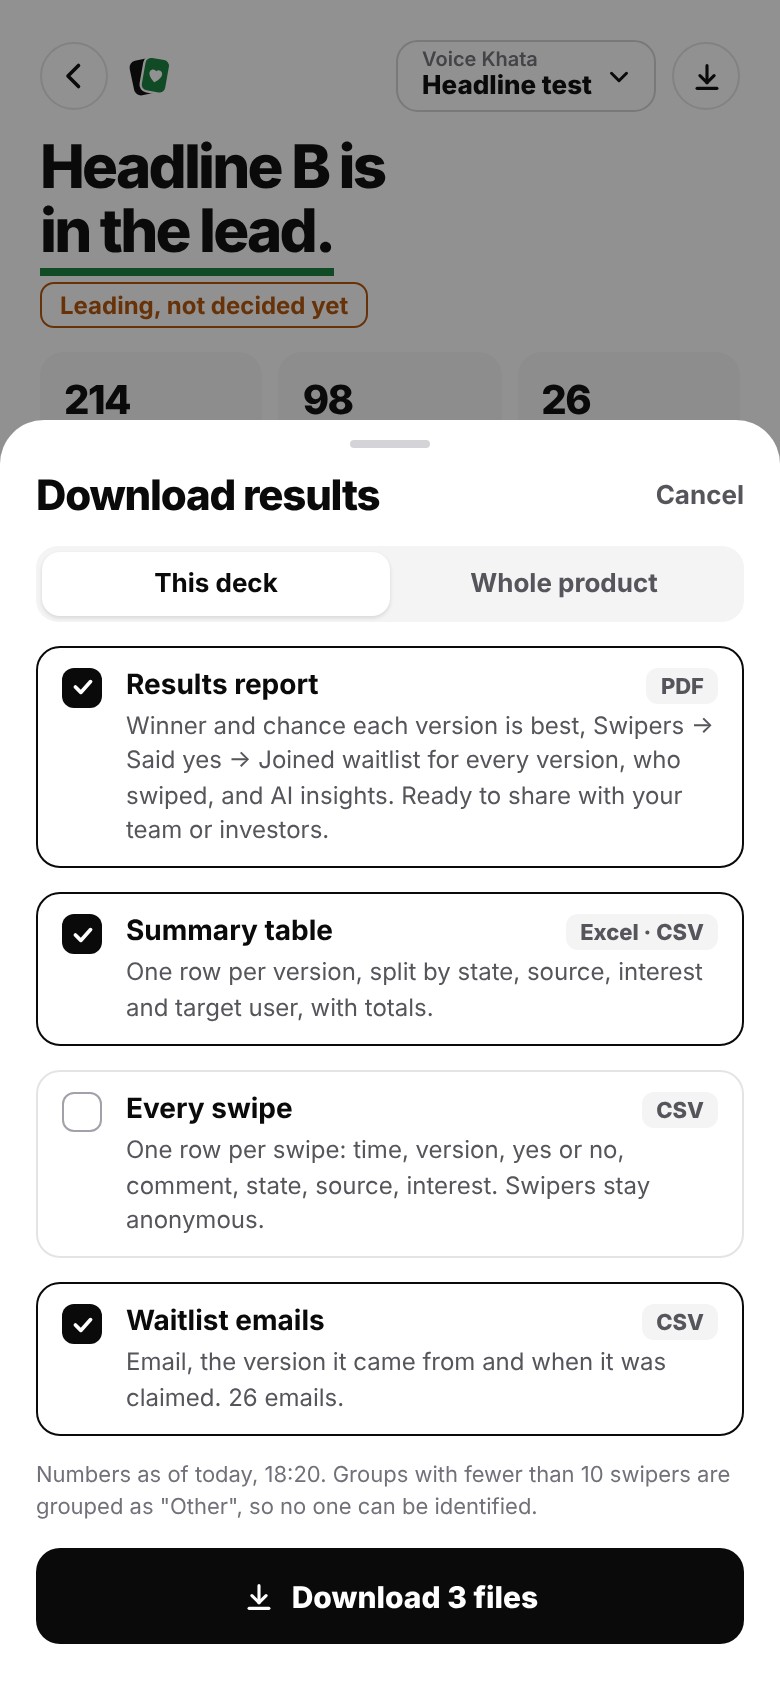 Voice Khata
Headline test
Headline B is
in the lead.
Leading, not decided yet
214
98
26
Download results
Cancel
This deck
Whole product
Results report
PDF
Winner and chance each version is best, Swipers →
Said yes → Joined waitlist for every version, who
swiped, and AI insights. Ready to share with your
team or investors.
Summary table
Excel · CSV
One row per version, split by state, source, interest
and target user, with totals.
Every swipe
CSV
One row per swipe: time, version, yes or no,
comment, state, source, interest. Swipers stay
anonymous.
Waitlist emails
CSV
Email, the version it came from and when it was
claimed. 26 emails.
Numbers as of today, 18:20. Groups with fewer than 10 swipers are
grouped as "Other", so no one can be identified.
Download 3 files